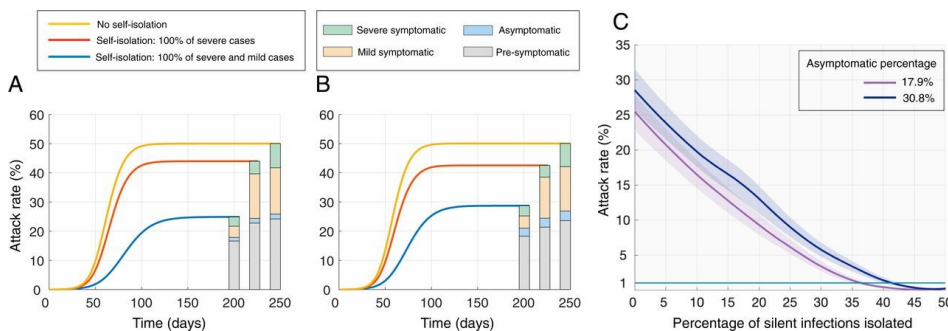 No self-isolation
Self-isolation: 100% of severe cases
Self-isolation: 100% of severe and mild cases
Severe symptomatic
Asymptomatic
Mild symptomatic
Pre-symptomatic
A
60
50
40
30
20
10
0
Attack rate (%)
0 50 100 150 200 250
Time (days)
B
60
50
40
30
20
10
0
Attack rate (%)
0 50 100 150 200 250
Time (days)
C
35
30
25
20
15
10
5
1
Attack rate (%)
Asymptomatic percentage
17.9%
30.8%
0 5 10 15 20 25 30 35 40 45 50
Percentage of silent infections isolated